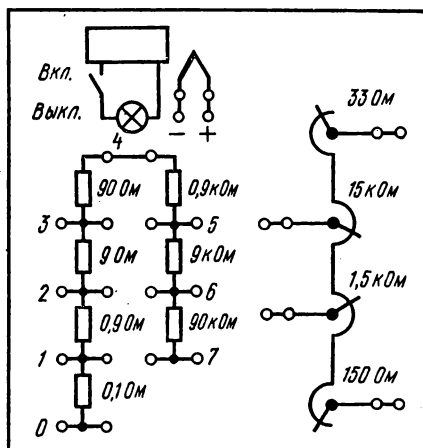 Вкл.
Выкл.
4
- +
33 Ом
90 Ом
0,9 кОм
15 кОм
3
5
9 Ом
9 кОм
2
6
1,5 кОм
0,9 Ом
90 кОм
1
7
0,1 Ом
150 Ом
0